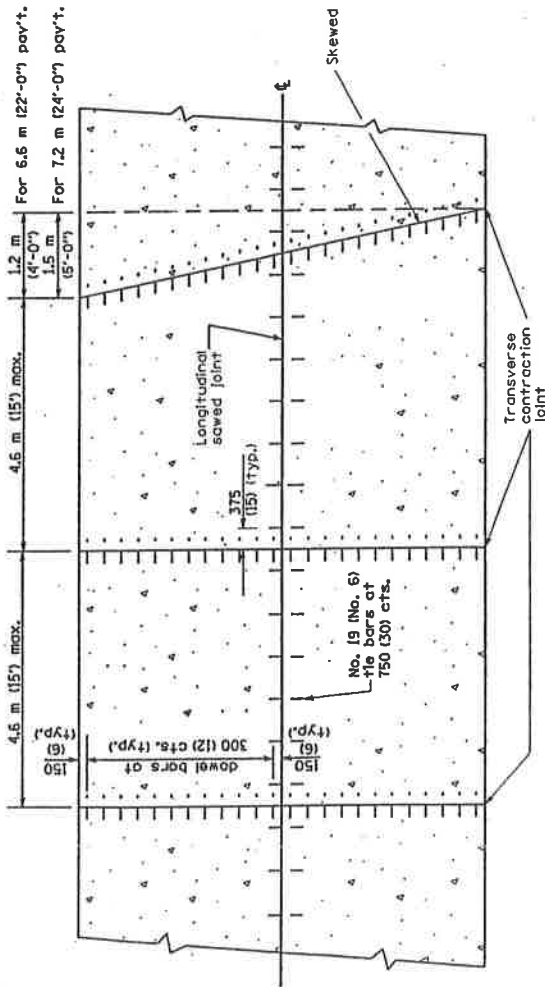 4.6 m (15') max.
4.6 m (15') max.
1.2 m
(4'-0")
For 6.6 m (22'-0") pav't.
1.5 m
(5'-0")
For 7.2 m (24'-0") pav't.
150
(6)
(typ.)
dowel bars at
300 (12) cts. (typ.)
150
(6)
(typ.)
375
(15) (typ.)
Longitudinal
sawed joint
℄
Skewed
No. 19 (No. 6)
tie bars at
750 (30) cts.
Transverse
contraction
joint